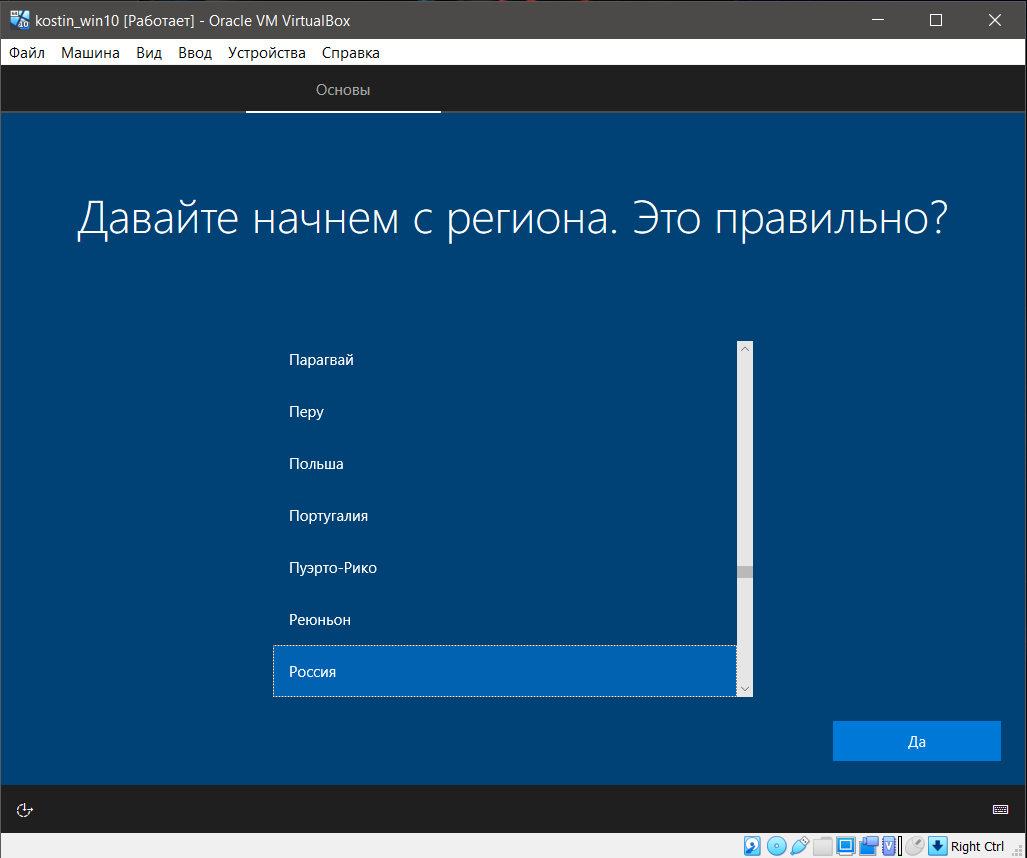 kostin_win10 [Работает] - Oracle VM VirtualBox
Файл Машина Вид Ввод Устройства Справка
Основы
Давайте начнем с региона. Это правильно?
Парагвай
Перу
Польша
Португалия
Пуэрто-Рико
Реюньон
Россия
Да
Right Ctrl